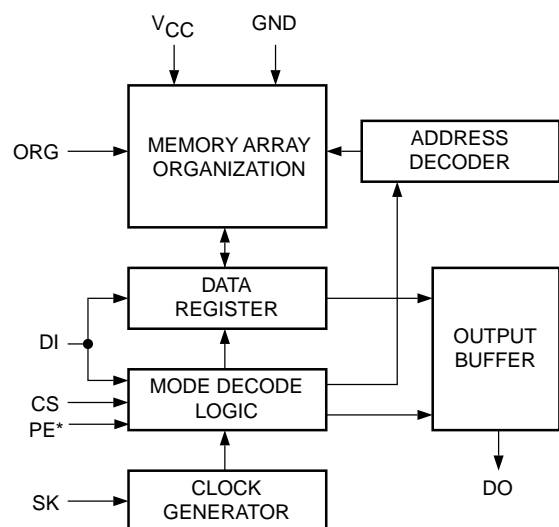 VCC
GND
ORG
MEMORY ARRAY
ORGANIZATION
ADDRESS
DECODER
DATA
REGISTER
DI
OUTPUT
BUFFER
MODE DECODE
LOGIC
CS
PE*
SK
CLOCK
GENERATOR
DO